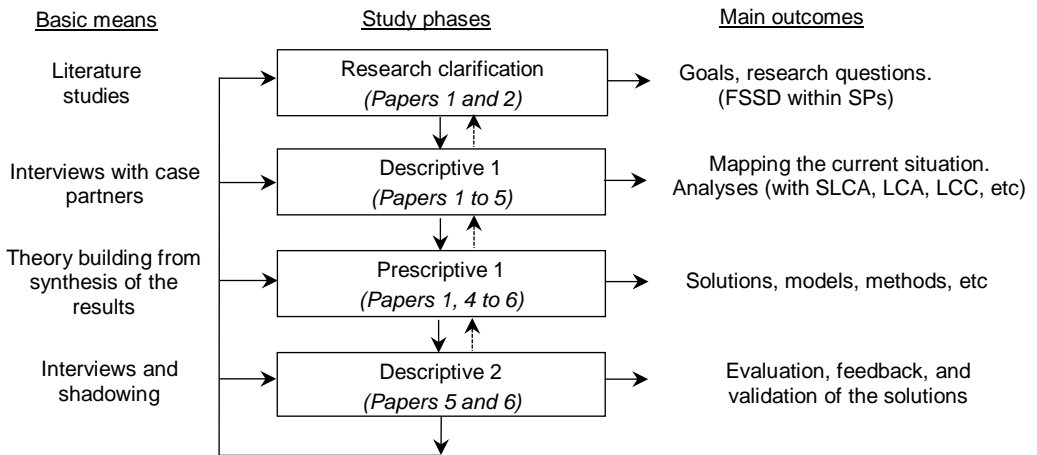 Basic means
Study phases
Main outcomes
Literature
studies
Research clarification
(Papers 1 and 2)
Goals, research questions.
(FSSD within SPs)
Interviews with case
partners
Descriptive 1
(Papers 1 to 5)
Mapping the current situation.
Analyses (with SLCA, LCA, LCC, etc)
Theory building from
synthesis of the
results
Prescriptive 1
(Papers 1, 4 to 6)
Solutions, models, methods, etc
Interviews and
shadowing
Descriptive 2
(Papers 5 and 6)
Evaluation, feedback, and
validation of the solutions